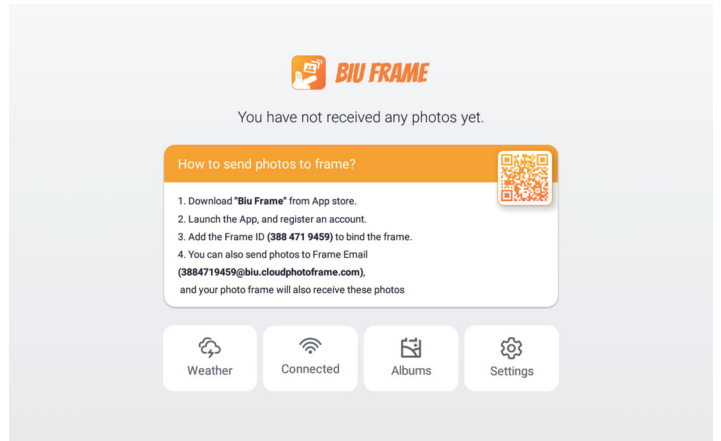 BIU FRAME
You have not received any photos yet.
How to send photos to frame?
1. Download "Biu Frame" from App store.
2. Launch the App, and register an account.
3. Add the Frame ID (388 471 9459) to bind the frame.
4. You can also send photos to Frame Email
(3884719459@biu.cloudphotoframe.com),
and your photo frame will also receive these photos
Weather
Connected
Albums
Settings